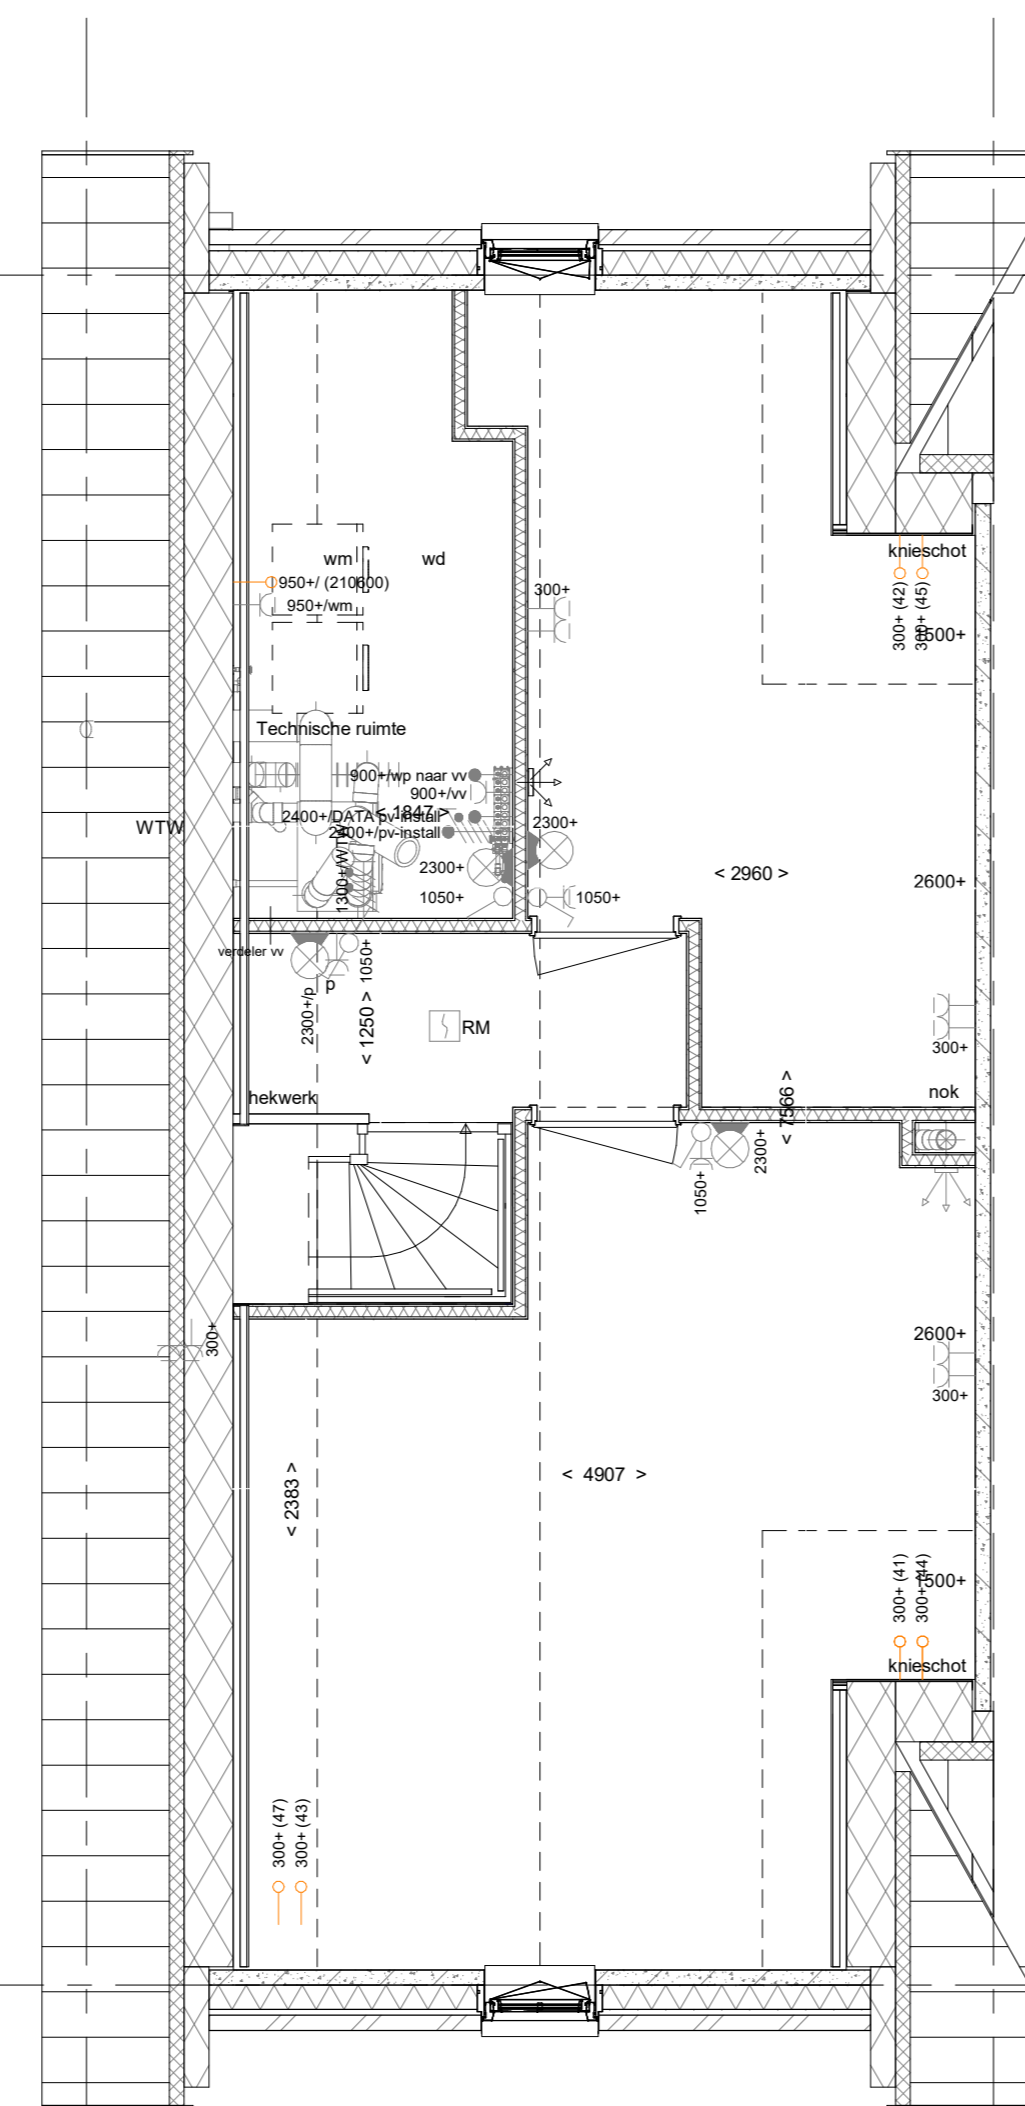 knieschot
wm
wd
950+/ (210600)
950+/wm
300+
300+ (42)
300+ (45)
1500+
Technische ruimte
900+/wp naar vv
900+/vv
< 1847 >
2400+/DATA pv-install
2400+/pv-install
WTW
1300+/WTW
2300+
2300+
1050+
1050+
< 2960 >
2600+
verdeler vv
p
2300+/p
< 1250 >
1050+
RM
300+
hekwerk
nok
< 7566 >
2300+
1050+
300+
2600+
300+
< 2383 >
< 4907 >
300+ (41)
300+ (44)
1500+
knieschot
300+ (47)
300+ (43)